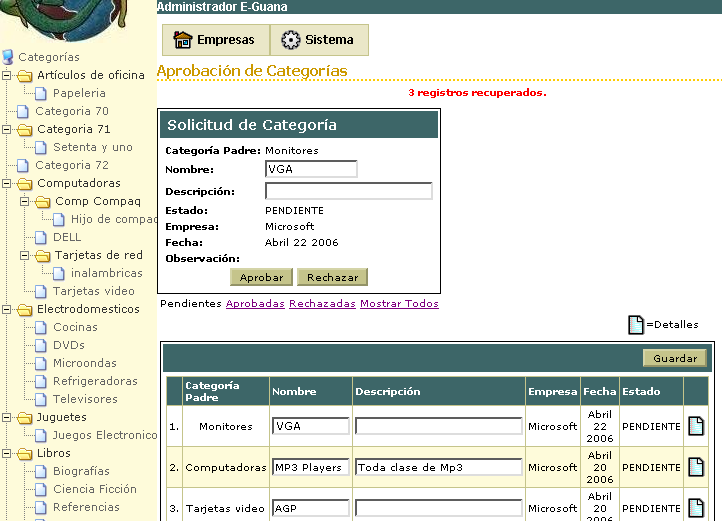 Administrador E-Guana
Empresas
Sistema
Categorías
Artículos de oficina
Papeleria
Categoria 70
Categoria 71
Setenta y uno
Categoria 72
Computadoras
Comp Compaq
Hijo de compac
DELL
Tarjetas de red
inalambricas
Tarjetas video
Electrodomesticos
Cocinas
DVDs
Microondas
Refrigeradoras
Televisores
Juguetes
Juegos Electronico
Libros
Biografías
Ciencia Ficción
Referencias
Aprobación de Categorías
3 registros recuperados.
Solicitud de Categoría
Categoría Padre: Monitores
Nombre: VGA
Descripción:
Estado: PENDIENTE
Empresa: Microsoft
Fecha: Abril 22 2006
Observación:
Aprobar Rechazar
Pendientes Aprobadas Rechazadas Mostrar Todos
=Detalles
Guardar
Categoría Padre Nombre Descripción Empresa Fecha Estado
1. Monitores VGA Microsoft Abril 22 2006 PENDIENTE
2. Computadoras MP3 Players Toda clase de Mp3 Microsoft Abril 20 2006 PENDIENTE
3. Tarjetas video AGP Microsoft Abril 20 2006 PENDIENTE